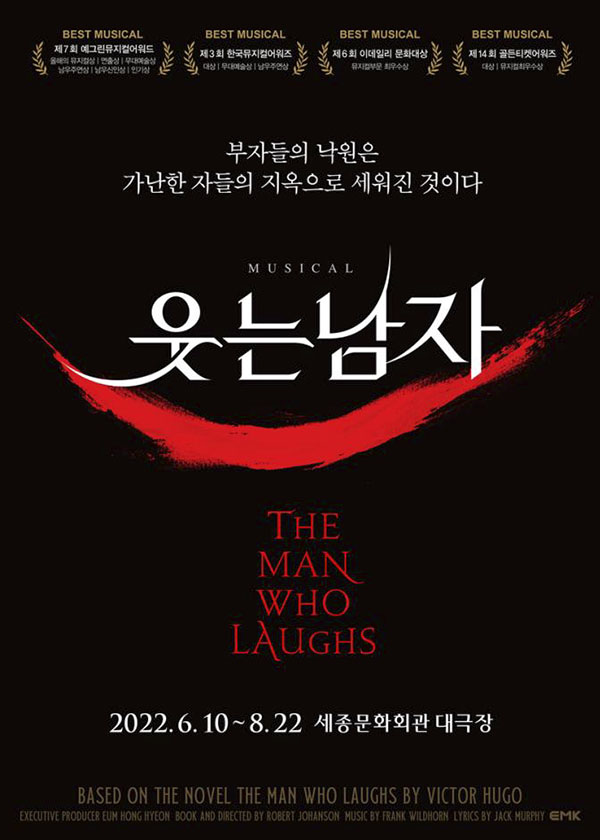 BEST MUSICAL
제7회 예그린뮤지컬어워드
올해의 뮤지컬상 | 연출상 | 무대예술상
남우주연상 | 남우신인상 | 인기상
BEST MUSICAL
제3회 한국뮤지컬어워즈
대상 | 무대예술상 | 남우주연상
BEST MUSICAL
제6회 이데일리 문화대상
뮤지컬부문 최우수상
BEST MUSICAL
제14회 골든티켓어워즈
대상 | 뮤지컬최우수상
부자들의 낙원은
가난한 자들의 지옥으로 세워진 것이다
MUSICAL
웃는남자
THE
MAN
WHO
LAUGHS
2022. 6. 10 ~ 8. 22 세종문화회관 대극장
BASED ON THE NOVEL THE MAN WHO LAUGHS BY VICTOR HUGO
EXECUTIVE PRODUCER EUM HONG HYEON BOOK AND DIRECTED BY ROBERT JOHANSON MUSIC BY FRANK WILDHORN LYRICS BY JACK MURPHY EMK